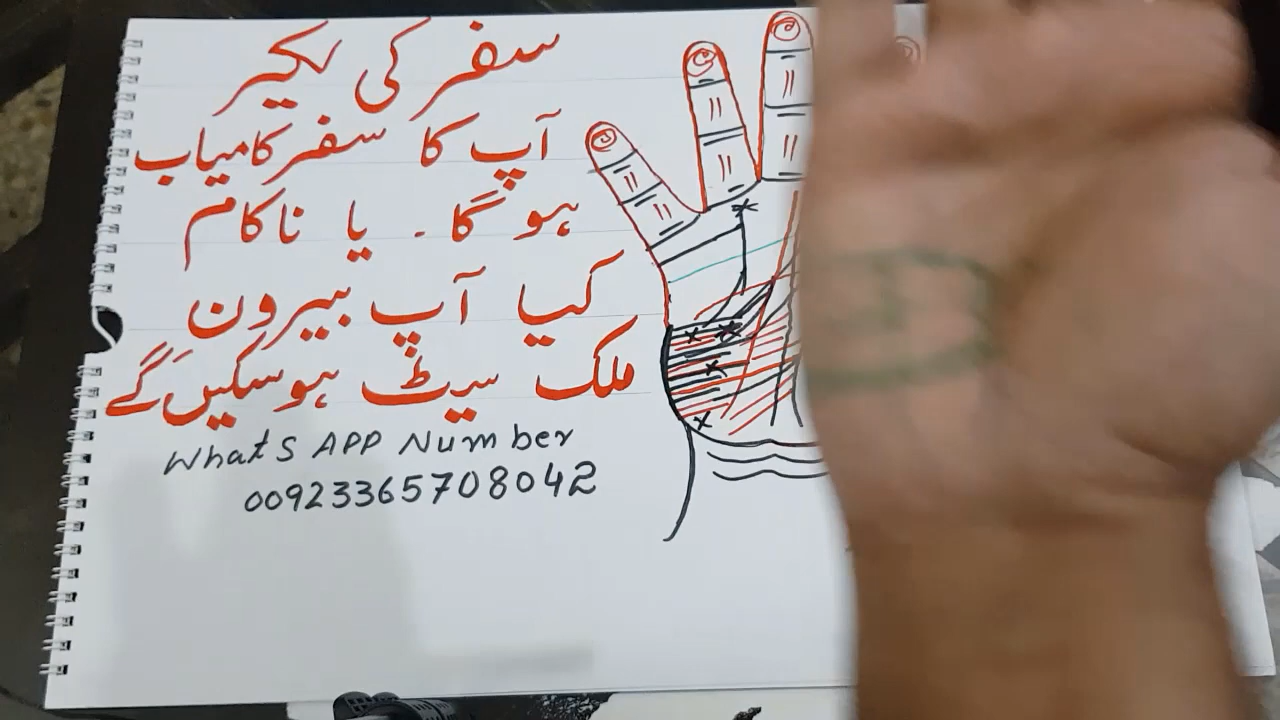 سفر کی لکیر
آپ کا سفر کامیاب
ہو گا۔ یا ناکام
کیا آپ بیرون
ملک سیٹ ہو سکیں گے
WhatS APP Number
00923365708042